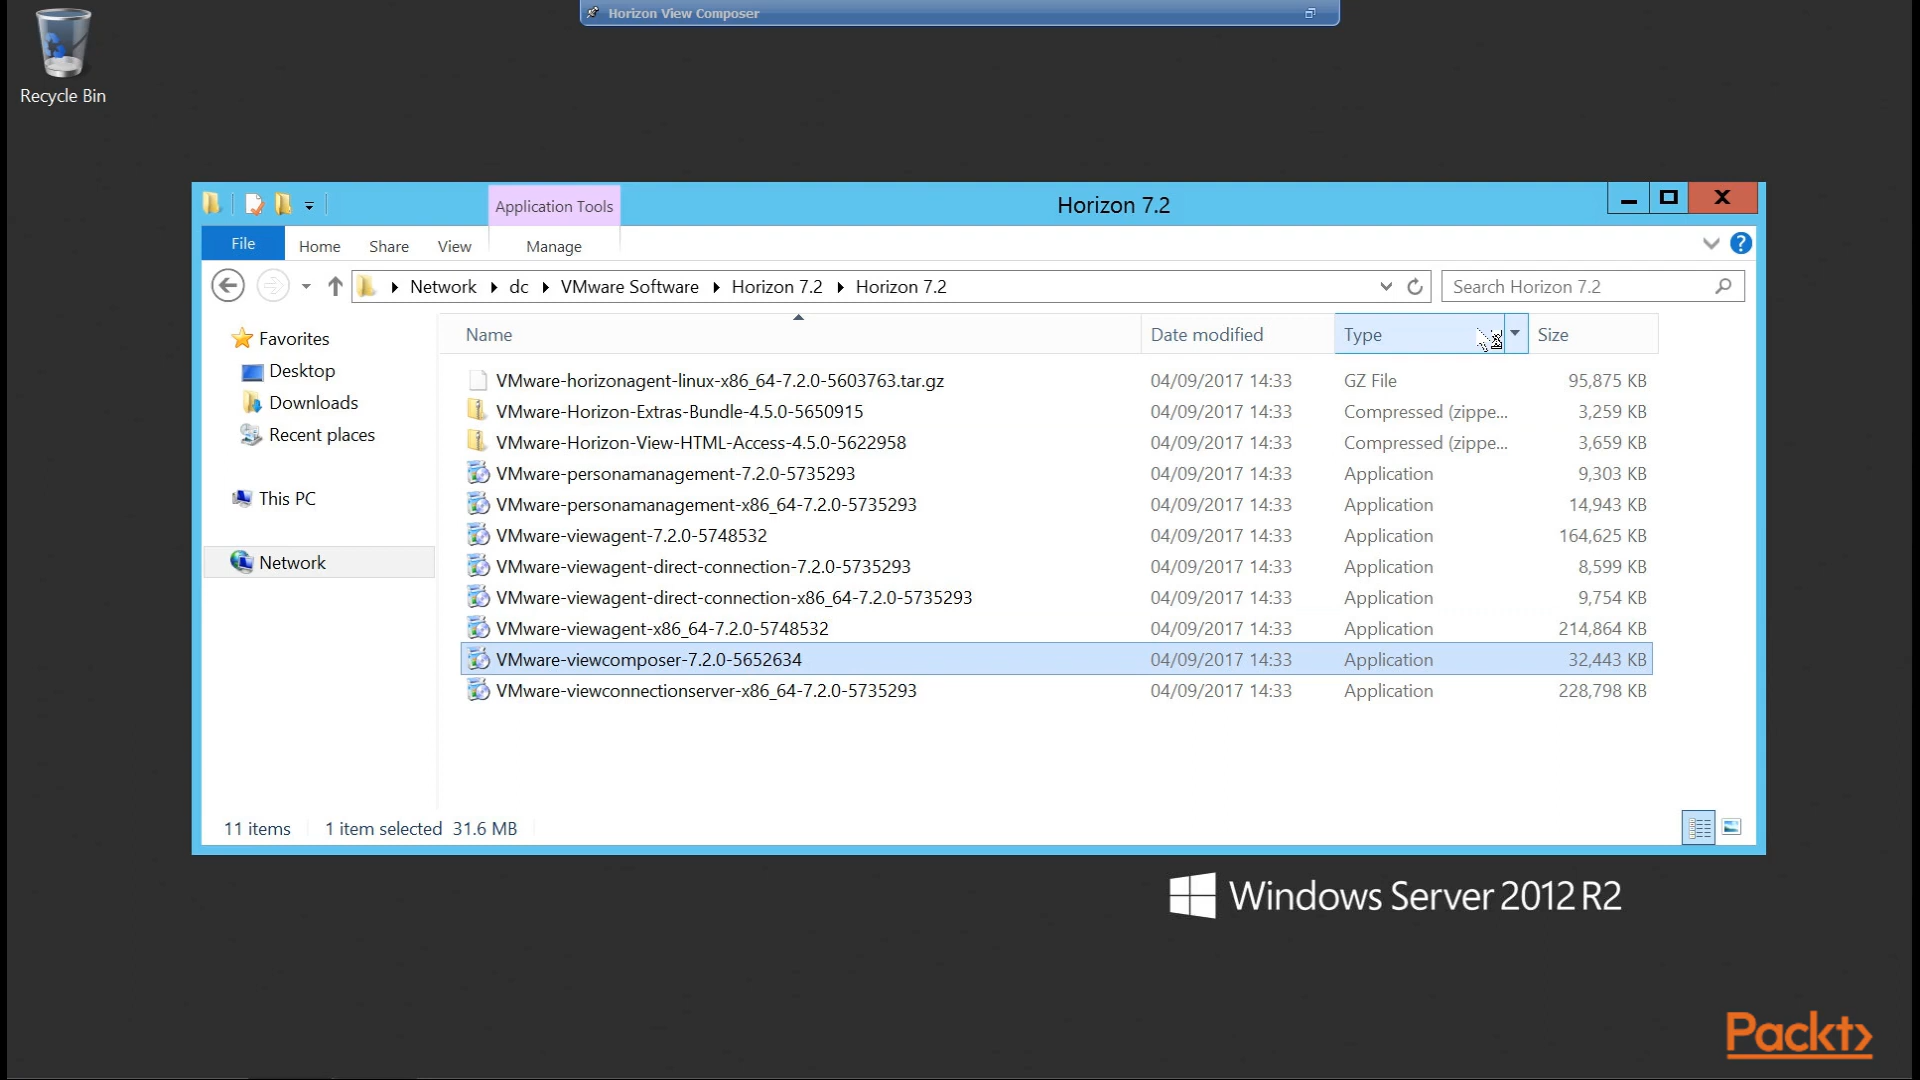 Horizon View Composer
Recycle Bin
Application Tools
Horizon 7.2
File
Home
Share
View
Manage
Network
dc
VMware Software
Horizon 7.2
Horizon 7.2
Search Horizon 7.2
Favorites
Desktop
Downloads
Recent places
This PC
Network
Name Date modified Type Size
VMware-horizonagent-linux-x86_64-7.2.0-5603763.tar.gz 04/09/2017 14:33 GZ File 95,875 KB
VMware-Horizon-Extras-Bundle-4.5.0-5650915 04/09/2017 14:33 Compressed (zippe... 3,259 KB
VMware-Horizon-View-HTML-Access-4.5.0-5622958 04/09/2017 14:33 Compressed (zippe... 3,659 KB
VMware-personamanagement-7.2.0-5735293 04/09/2017 14:33 Application 9,303 KB
VMware-personamanagement-x86_64-7.2.0-5735293 04/09/2017 14:33 Application 14,943 KB
VMware-viewagent-7.2.0-5748532 04/09/2017 14:33 Application 164,625 KB
VMware-viewagent-direct-connection-7.2.0-5735293 04/09/2017 14:33 Application 8,599 KB
VMware-viewagent-direct-connection-x86_64-7.2.0-5735293 04/09/2017 14:33 Application 9,754 KB
VMware-viewagent-x86_64-7.2.0-5748532 04/09/2017 14:33 Application 214,864 KB
VMware-viewcomposer-7.2.0-5652634 04/09/2017 14:33 Application 32,443 KB
VMware-viewconnectionserver-x86_64-7.2.0-5735293 04/09/2017 14:33 Application 228,798 KB
11 items 1 item selected 31.6 MB
Windows Server 2012 R2
Packt